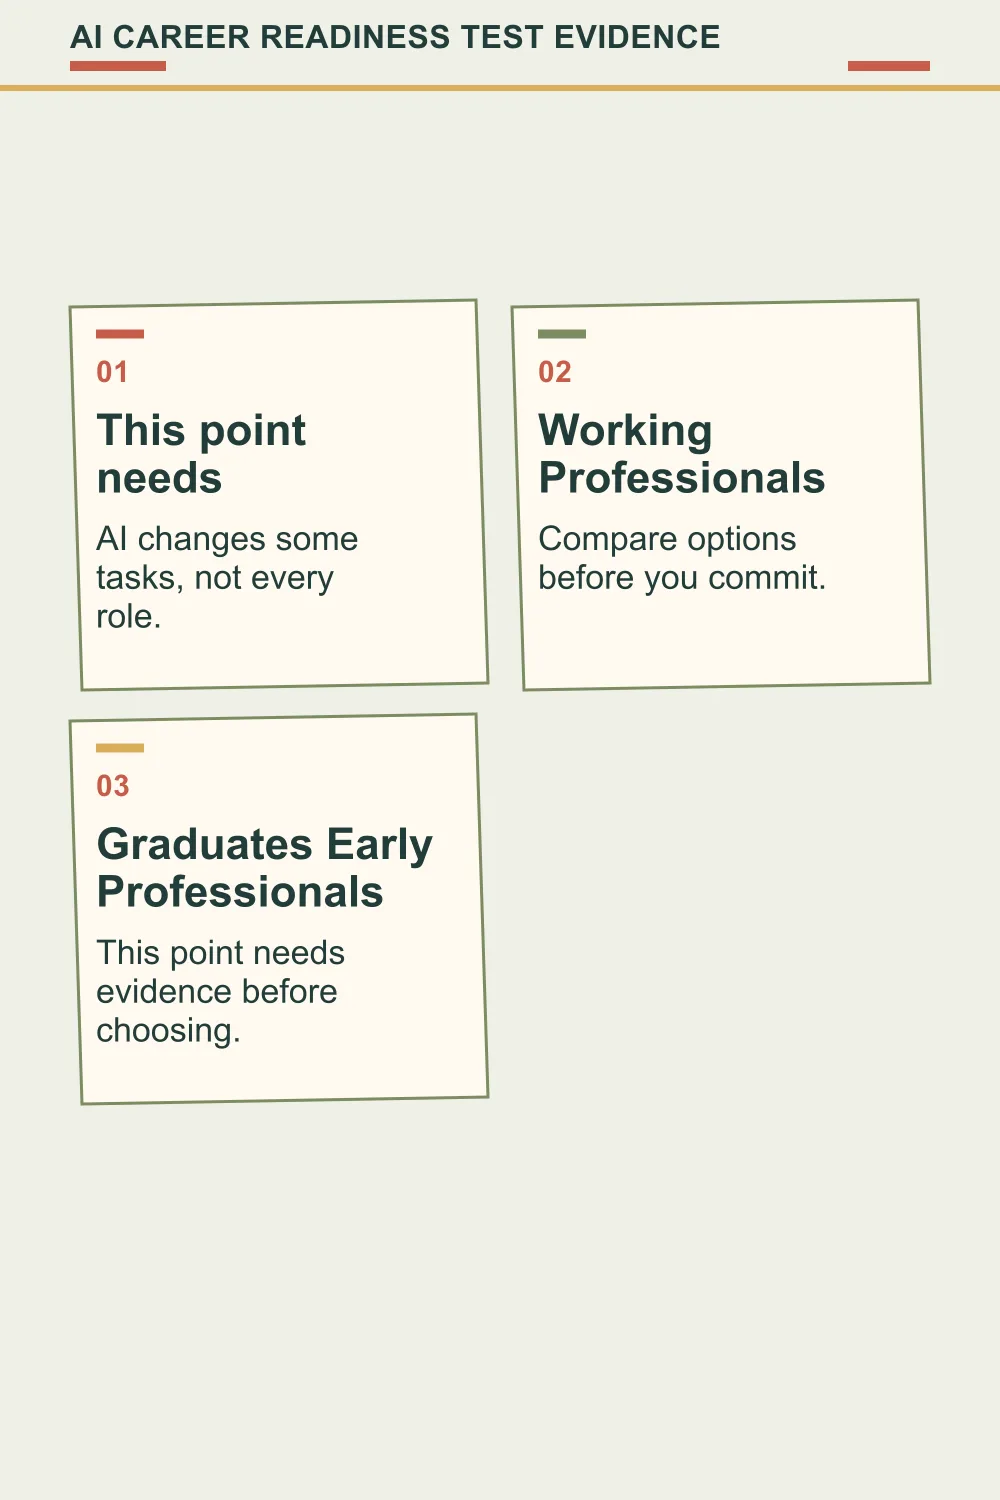 AI CAREER READINESS TEST EVIDENCE
01
This point
needs
AI changes some
tasks, not every
role.
02
Working
Professionals
Compare options
before you commit.
03
Graduates Early
Professionals
This point needs
evidence before
choosing.